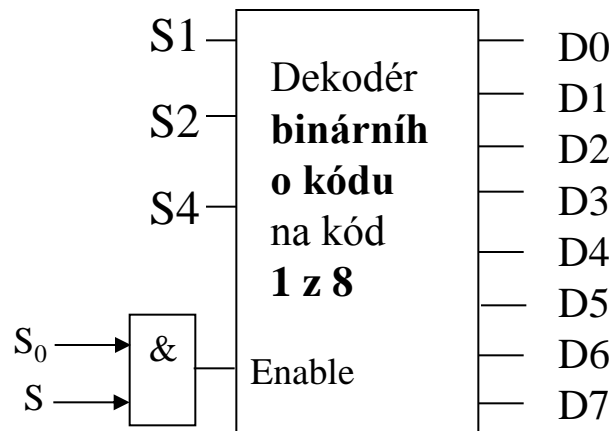 S1
S2
S4
S₀
S
&
Dekodér
binárníh
o kódu
na kód
1 z 8
Enable
D0
D1
D2
D3
D4
D5
D6
D7